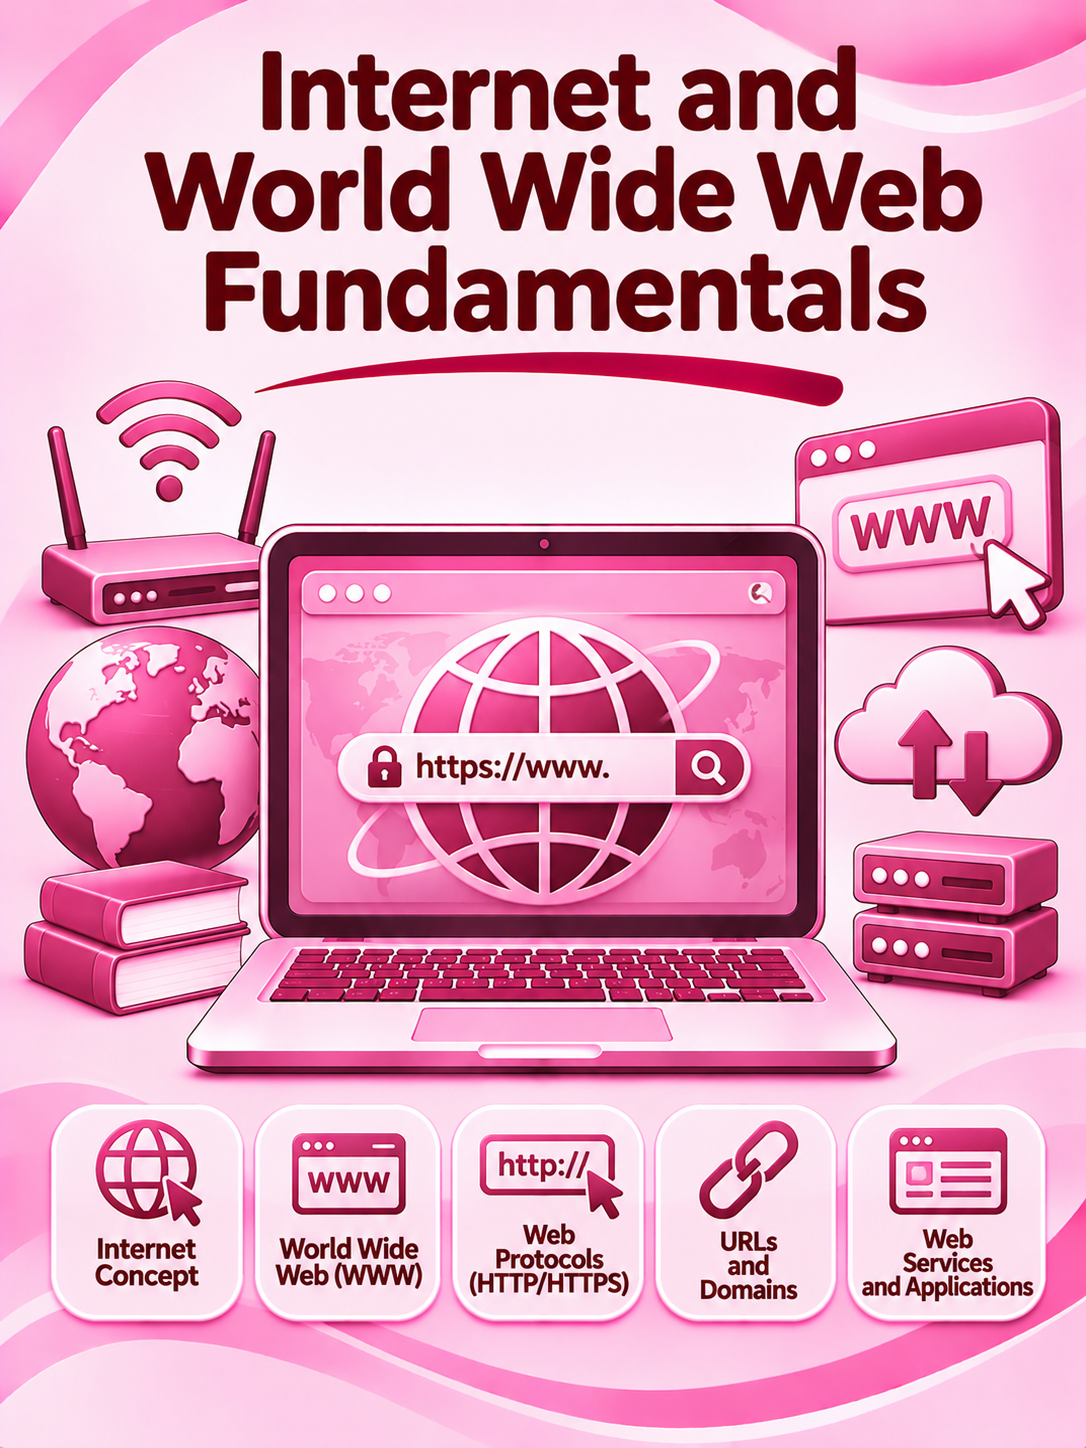 Internet and
World Wide Web
Fundamentals
WWW
https://www.
Internet
Concept
WWW
World Wide
Web (WWW)
http://
Web
Protocols
(HTTP/HTTPS)
URLs
and
Domains
Web
Services
and Applications